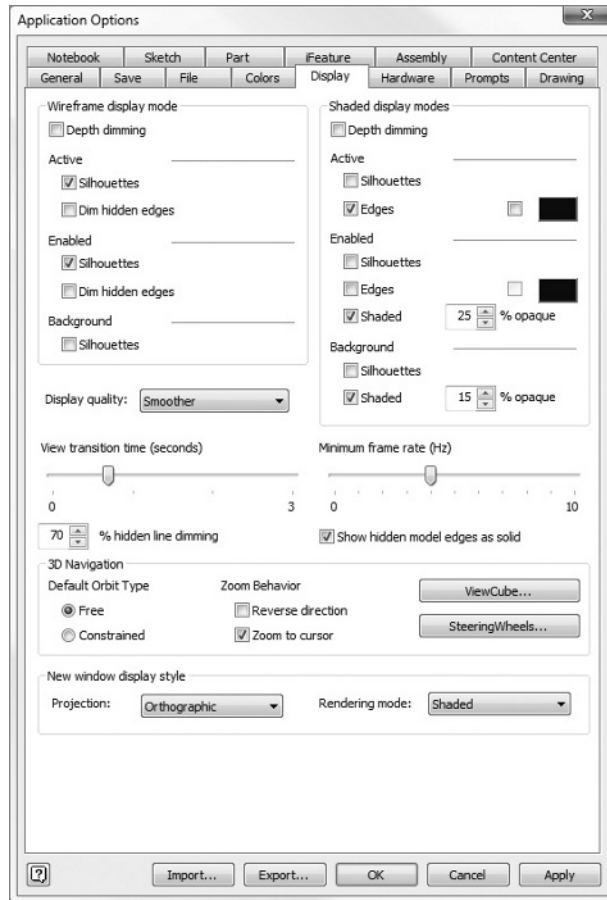 Application Options
Notebook Sketch Part iFeature Assembly Content Center
General Save File Colors Display Hardware Prompts Drawing
Wireframe display mode
Depth dimming
Active
Silhouettes
Dim hidden edges
Enabled
Silhouettes
Dim hidden edges
Background
Silhouettes
Shaded display modes
Depth dimming
Active
Silhouettes
Edges
Enabled
Silhouettes
Edges
Shaded 25 % opaque
Background
Silhouettes
Shaded 15 % opaque
Display quality: Smoother
View transition time (seconds)
0 3
70 % hidden line dimming
Minimum frame rate (Hz)
0 10
Show hidden model edges as solid
3D Navigation
Default Orbit Type
Free
Constrained
Zoom Behavior
Reverse direction
Zoom to cursor
ViewCube...
SteeringWheels...
New window display style
Projection: Orthographic
Rendering mode: Shaded
? Import... Export... OK Cancel Apply